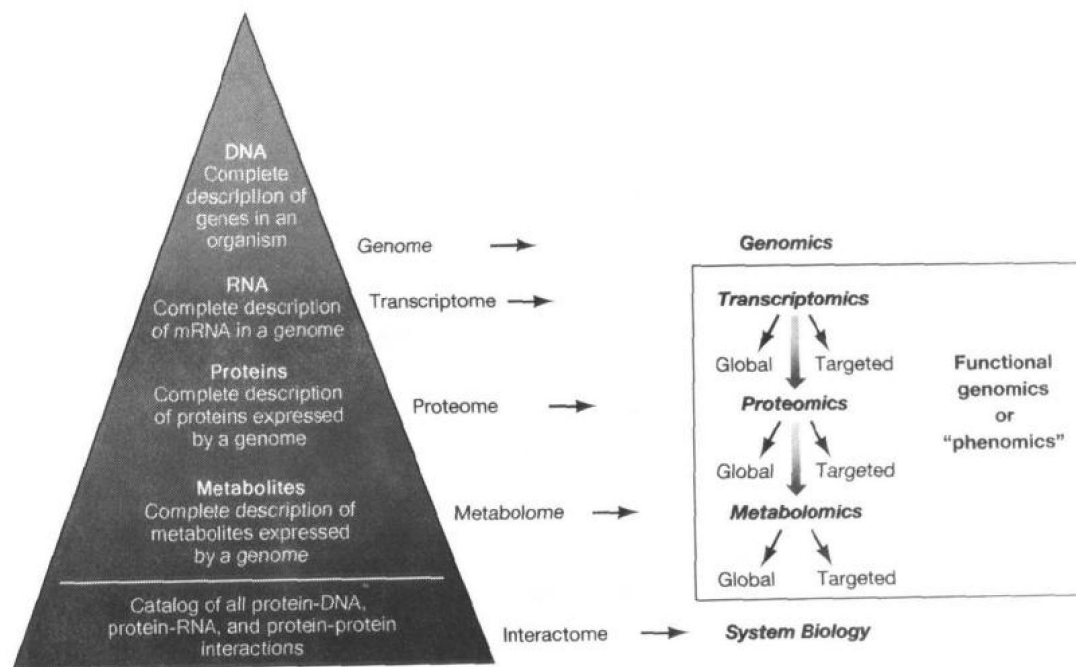 DNA
Complete
description of
genes in an
organism
Genome
Genomics
RNA
Complete description
of mRNA in a genome
Transcriptome
Transcriptomics
Global
Targeted
Proteins
Complete description
of proteins expressed
by a genome
Proteome
Proteomics
Global
Targeted
Functional
genomics
or
“phenomics”
Metabolites
Complete description of
metabolites expressed
by a genome
Metabolome
Metabolomics
Global
Targeted
Catalog of all protein-DNA,
protein-RNA, and protein-protein
interactions
Interactome
System Biology